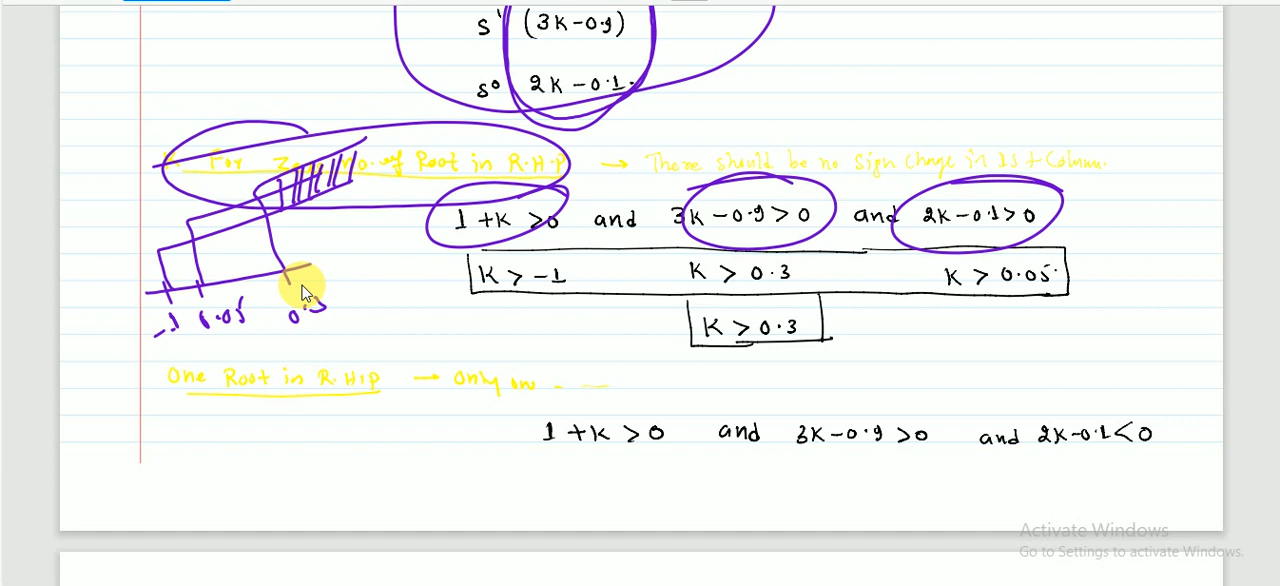 s¹ (3K-0.9)
s⁰ 2K-0.1
For Zero no. of Root in R.H.P → There should be no Sign Change in 1st Column.
1+K >0 and 3K-0.9>0 and 2K-0.1>0
K > -1 K > 0.3 K > 0.05
-1 0.05 0.3
K > 0.3
One Root in R.H.P → Only on
1+K >0 and 3K-0.9 >0 and 2K-0.1<0
Activate Windows
Go to Settings to activate Windows.